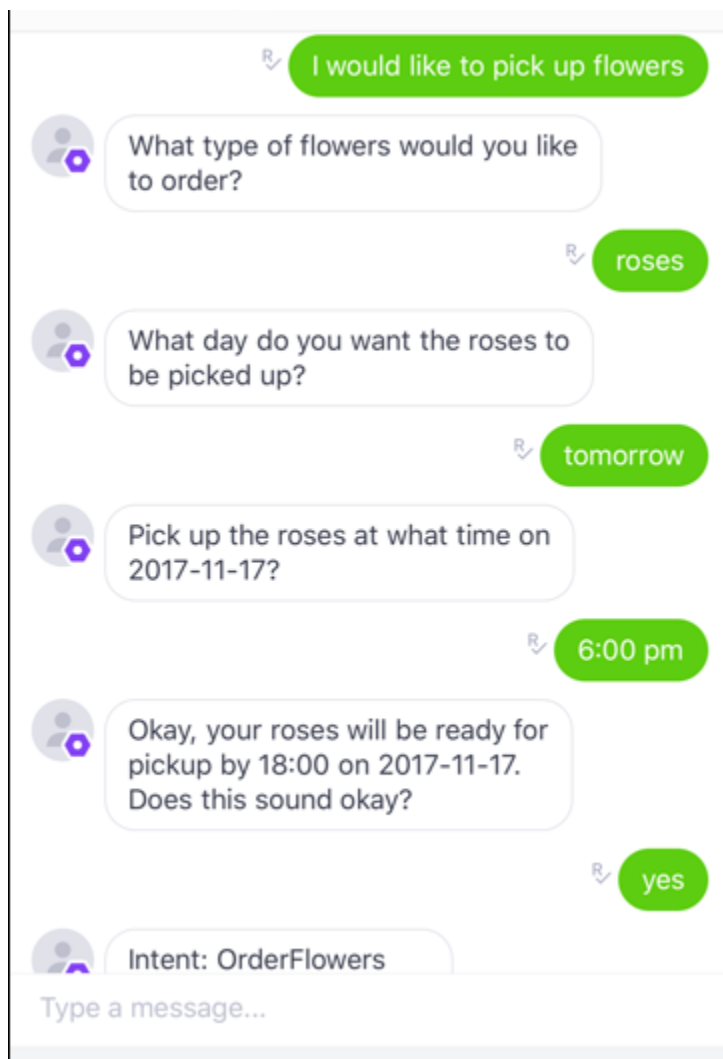 I would like to pick up flowers
What type of flowers would you like
to order?
R
roses
What day do you want the roses to
be picked up?
R
tomorrow
Pick up the roses at what time on
2017-11-17?
R
6:00 pm
Okay, your roses will be ready for
pickup by 18:00 on 2017-11-17.
Does this sound okay?
R
yes
Intent: OrderFlowers
Type a message...